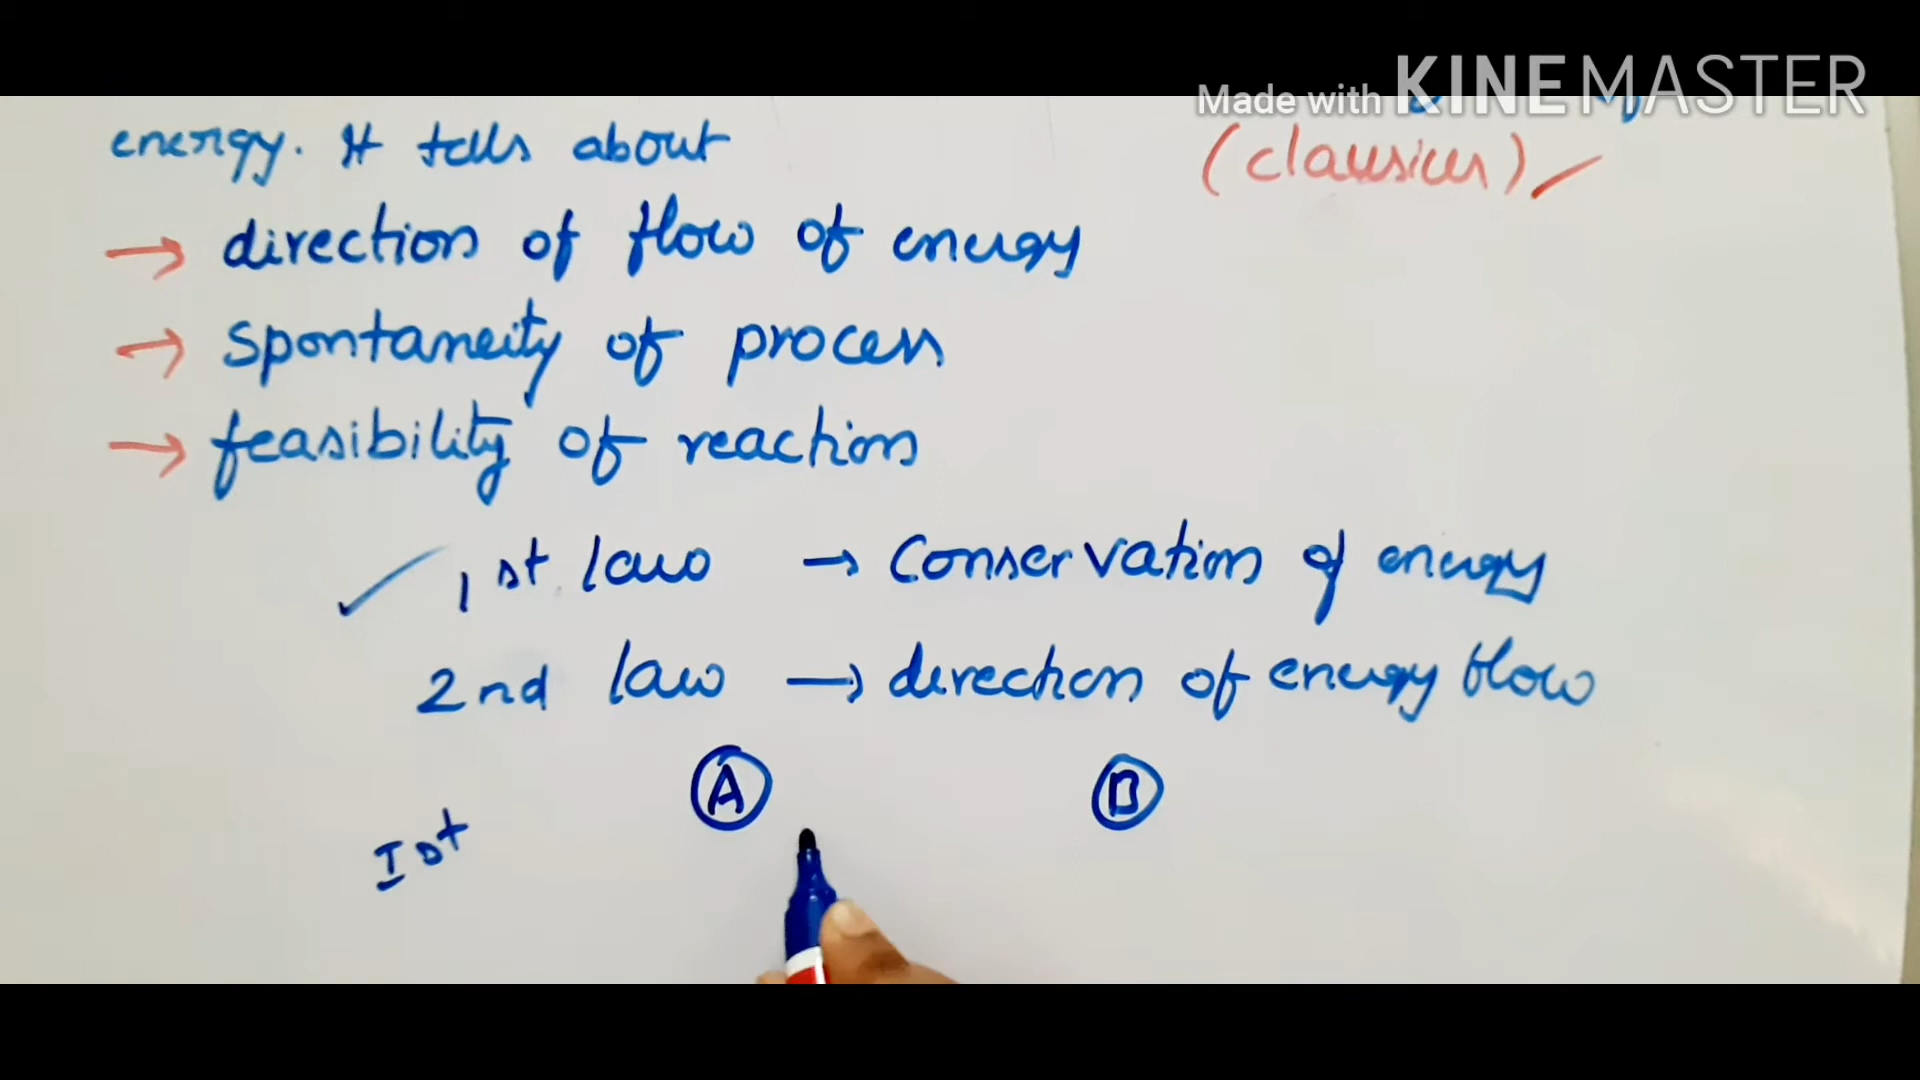 Made with KINEMASTER
energy. It tells about
(clausius)
→ direction of flow of energy
→ spontaneity of process
→ feasibility of reaction
1st law → Conservation of energy
2nd law → direction of energy flow
A B
Ist